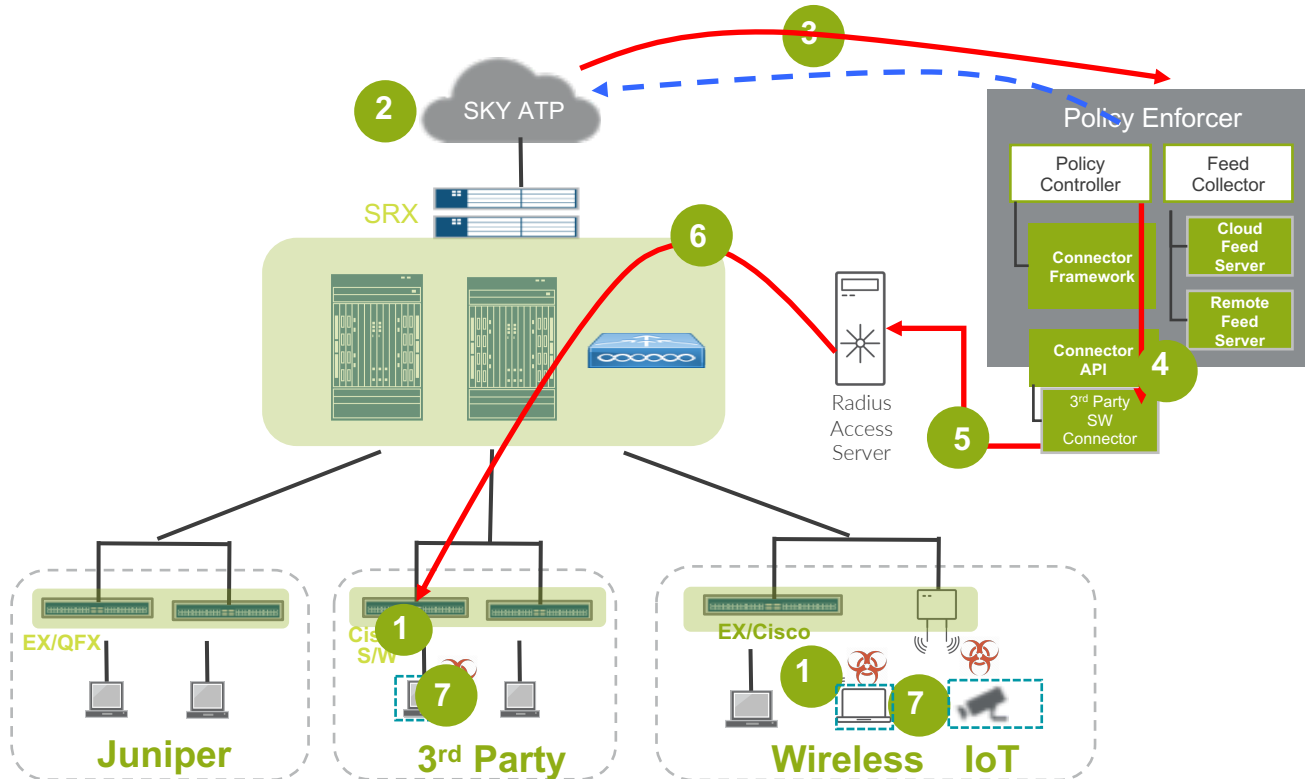 3
2
SKY ATP
Policy Enforcer
Policy
Controller
Feed
Collector
SRX
6
Connector
Framework
Cloud
Feed
Server
Remote
Feed
Server
Connector
API
4
3rd Party
SW
Connector
Radius
Access
Server
5
EX/QFX
1
S/W
7
EX/Cisco
1
7
Juniper
3rd Party
Wireless
IoT